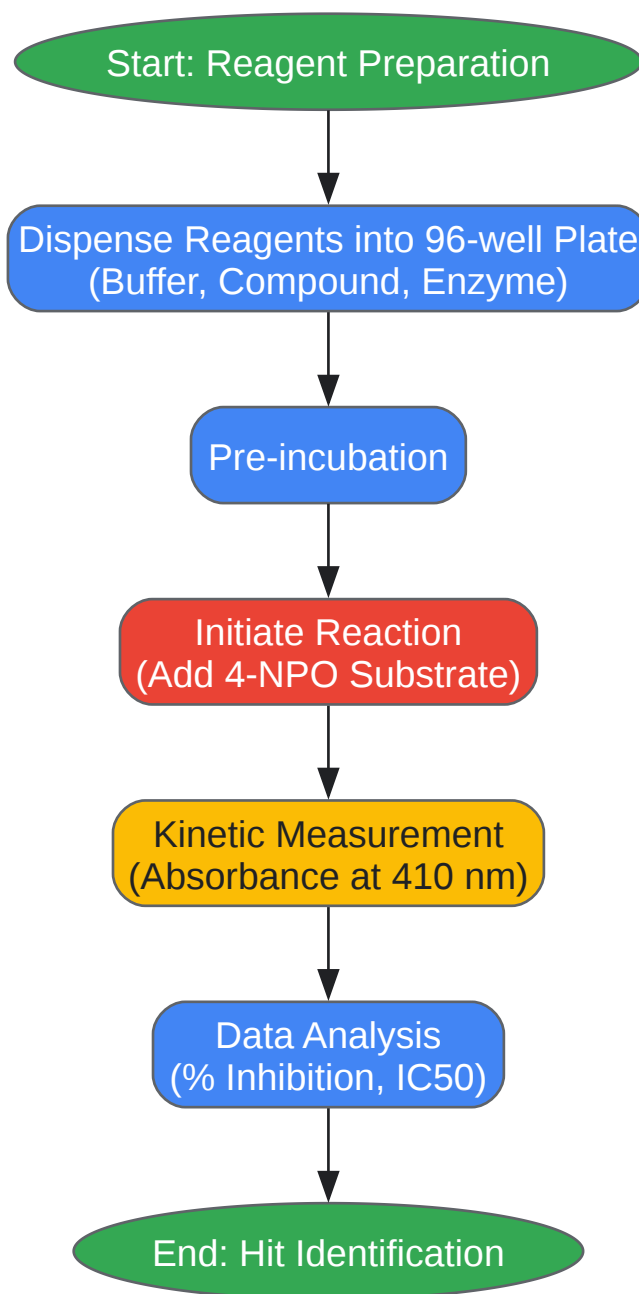 Start: Reagent Preparation
Dispense Reagents into 96-well Plate
(Buffer, Compound, Enzyme)
Pre-incubation
Initiate Reaction
(Add 4-NPO Substrate)
Kinetic Measurement
(Absorbance at 410 nm)
Data Analysis
(% Inhibition, IC50)
End: Hit Identification